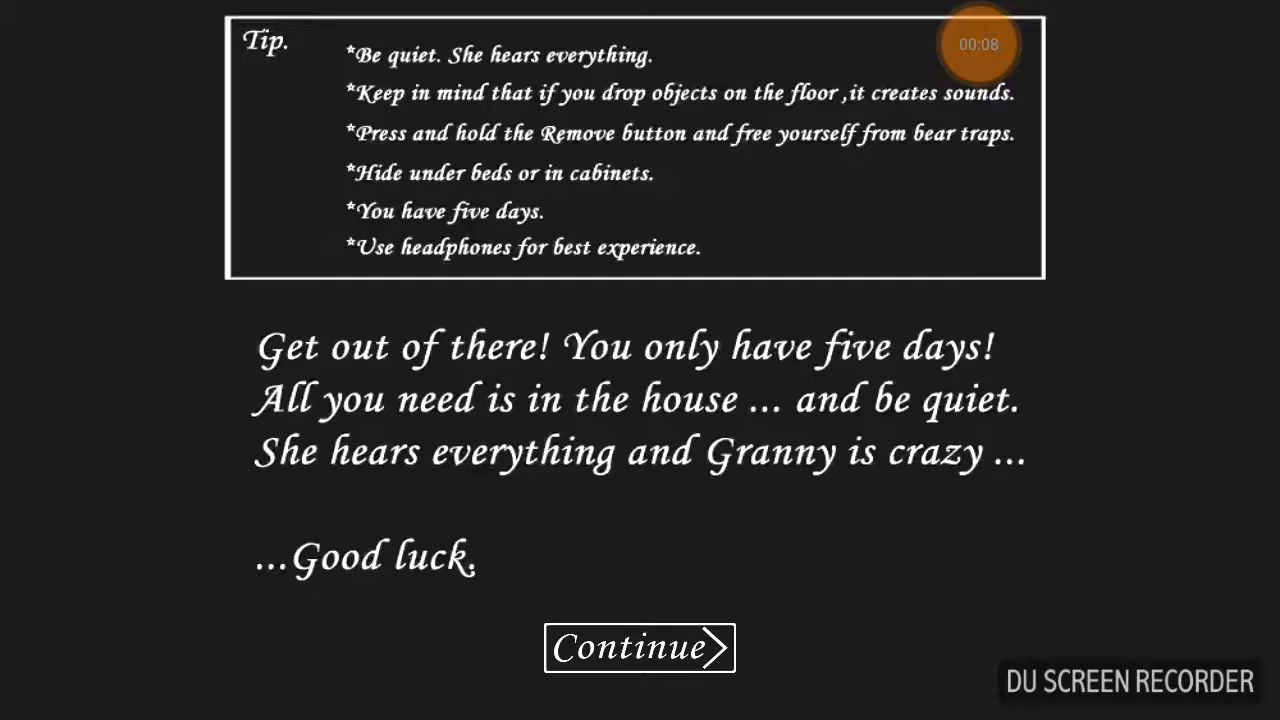 Tip.
*Be quiet. She hears everything.
00:08
*Keep in mind that if you drop objects on the floor ,it creates sounds.
*Press and hold the Remove button and free yourself from bear traps.
*Hide under beds or in cabinets.
*You have five days.
*Use headphones for best experience.
Get out of there! You only have five days!
All you need is in the house ... and be quiet.
She hears everything and Granny is crazy ...
...Good luck.
Continue
DU SCREEN RECORDER